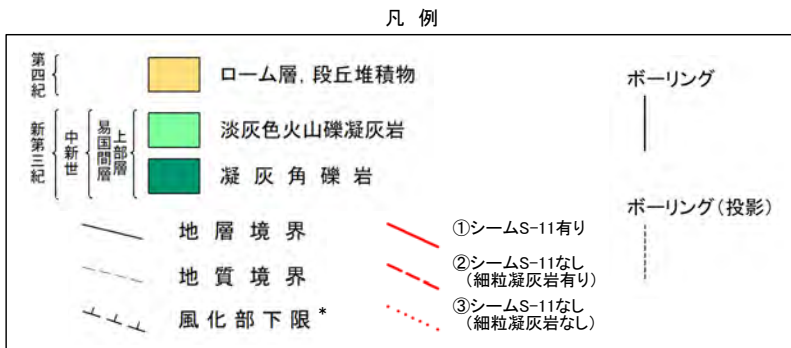 凡 例
第四紀
ローム層, 段丘堆積物
新第三紀
中新世
易国間層
上部層
淡灰色火山礫凝灰岩
凝灰角礫岩
地層境界
地質境界
風化部下限*
①シームS-11有り
②シームS-11なし
(細粒凝灰岩有り)
③シームS-11なし
(細粒凝灰岩なし)
ボーリング
ボーリング(投影)